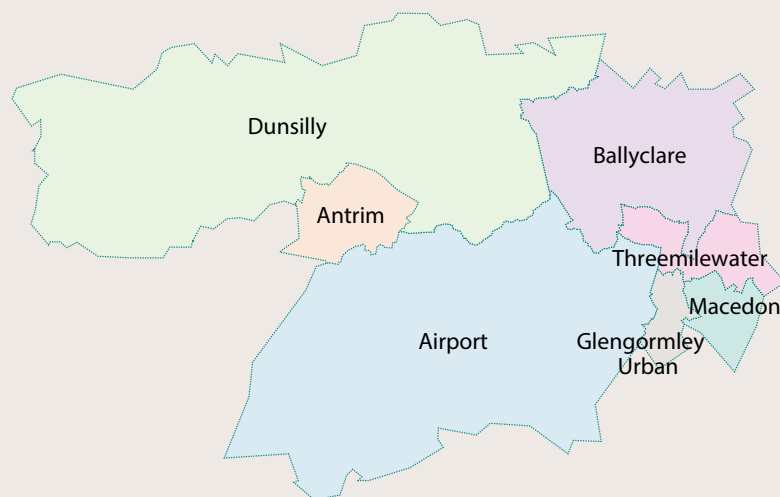 Dunsilly
Ballyclare
Antrim
Threemilewater
Macedon
Airport
Glengormley
Urban